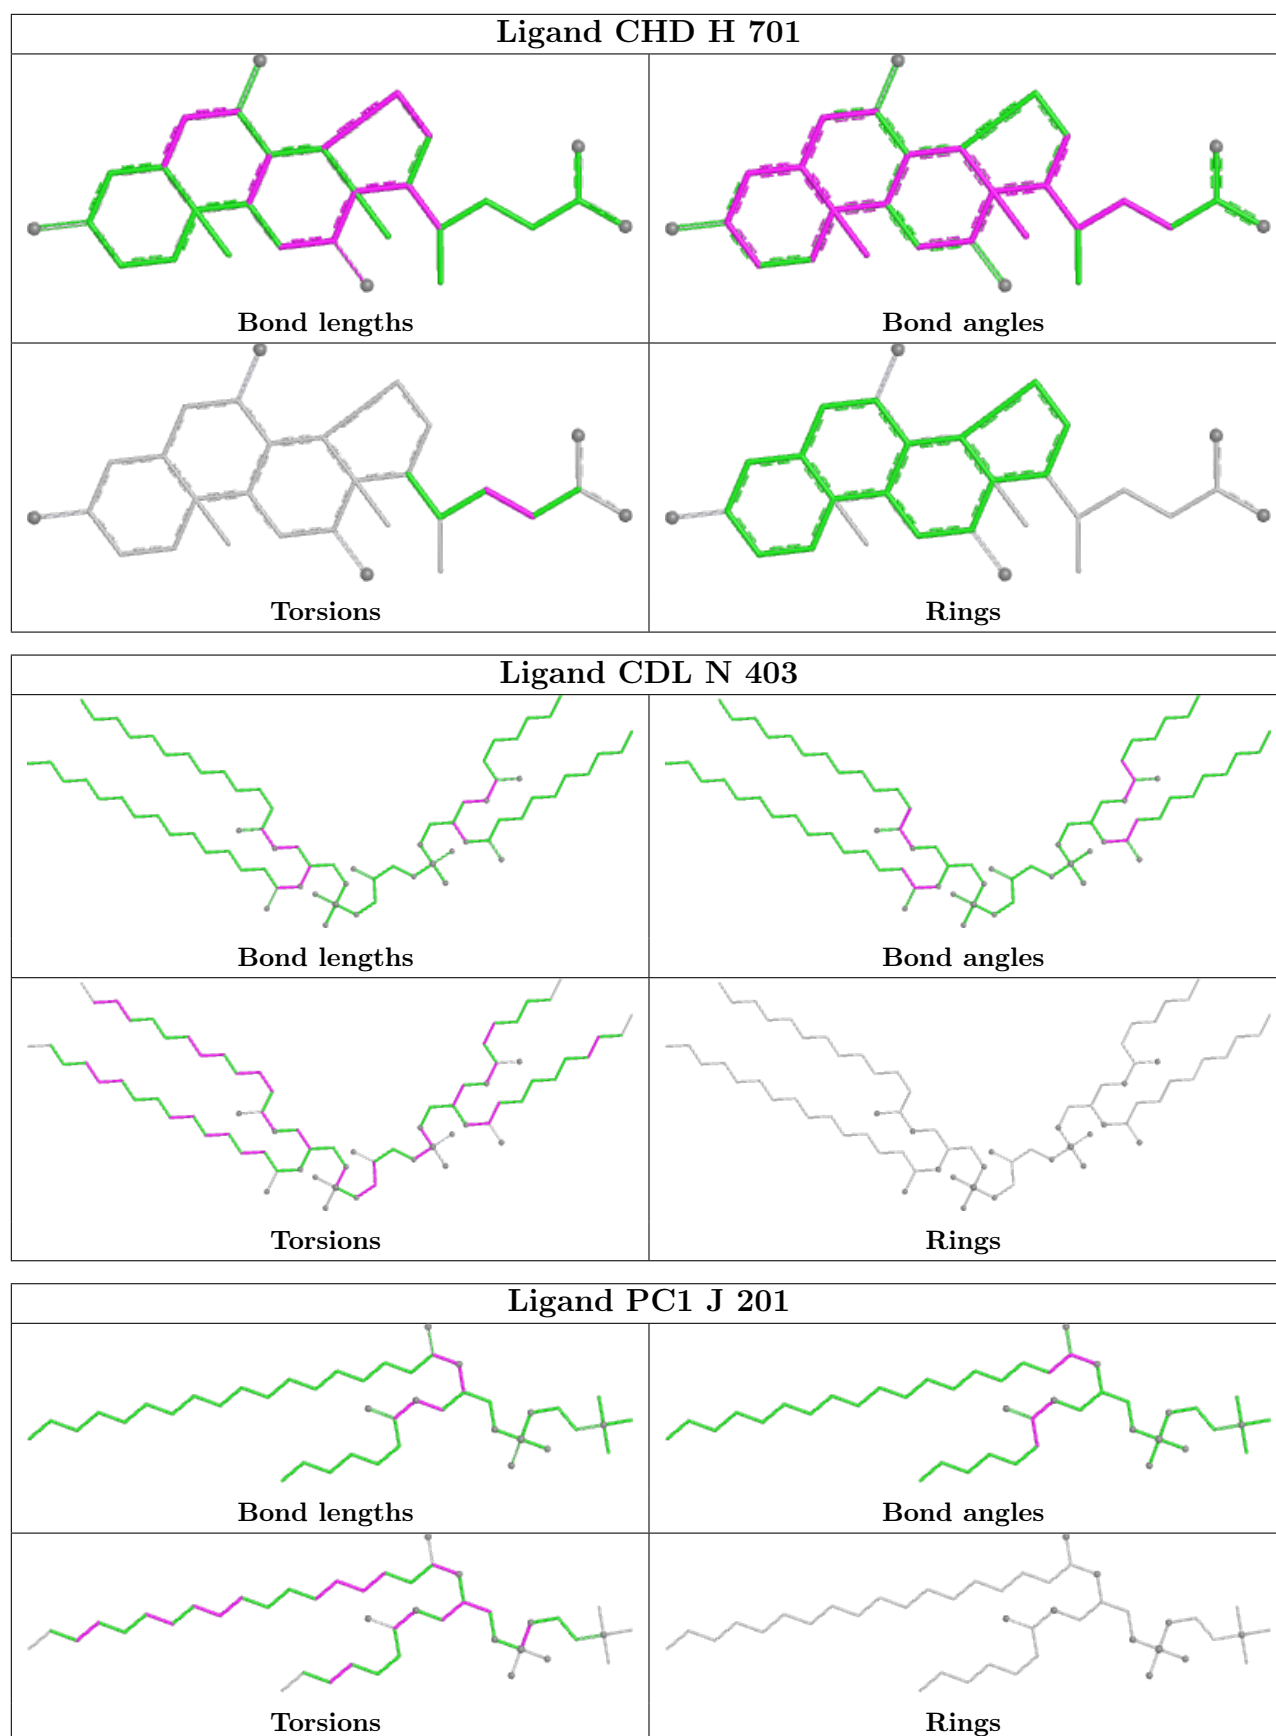 Ligand CHD H 701
Bond lengths
Bond angles
Torsions
Rings
Ligand CDL N 403
Bond lengths
Bond angles
Torsions
Rings
Ligand PC1 J 201
Bond lengths
Bond angles
Torsions
Rings